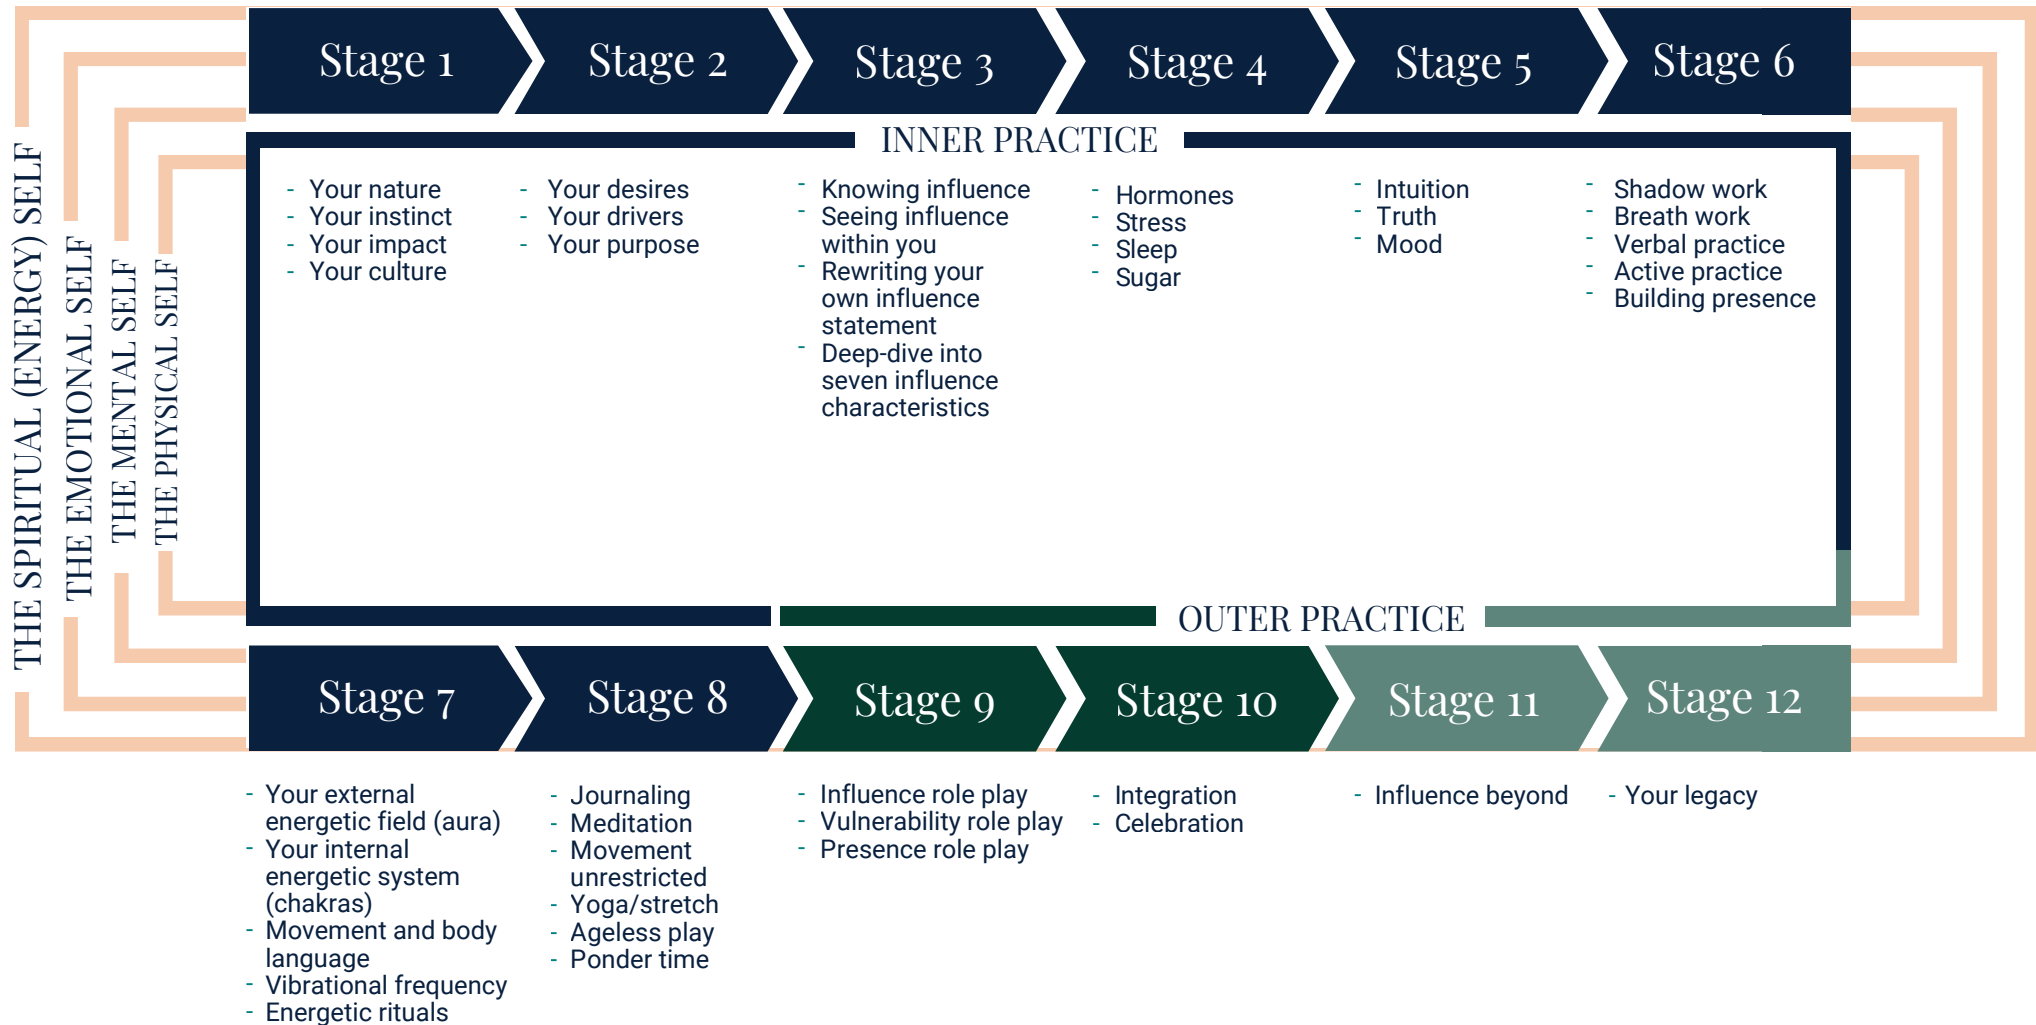 Stage 1
Stage 2
Stage 3
Stage 4
Stage 5
Stage 6
THE SPIRITUAL (ENERGY) SELF
THE EMOTIONAL SELF
THE MENTAL SELF
THE PHYSICAL SELF
INNER PRACTICE
- Your nature
- Your instinct
- Your impact
- Your culture
- Your desires
- Your drivers
- Your purpose
- Knowing influence
- Seeing influence
within you
- Rewriting your
own influence
statement
- Deep-dive into
seven influence
characteristics
- Hormones
- Stress
- Sleep
- Sugar
- Intuition
- Truth
- Mood
- Shadow work
- Breath work
- Verbal practice
- Active practice
- Building presence
OUTER PRACTICE
Stage 7
Stage 8
Stage 9
Stage 10
Stage 11
Stage 12
- Your external
energetic field (aura)
- Your internal
energetic system
(chakras)
- Movement and body
language
- Vibrational frequency
- Energetic rituals
- Journaling
- Meditation
- Movement
unrestricted
- Yoga/stretch
- Ageless play
- Ponder time
- Influence role play
- Vulnerability role play
- Presence role play
- Integration
- Celebration
- Influence beyond
- Your legacy